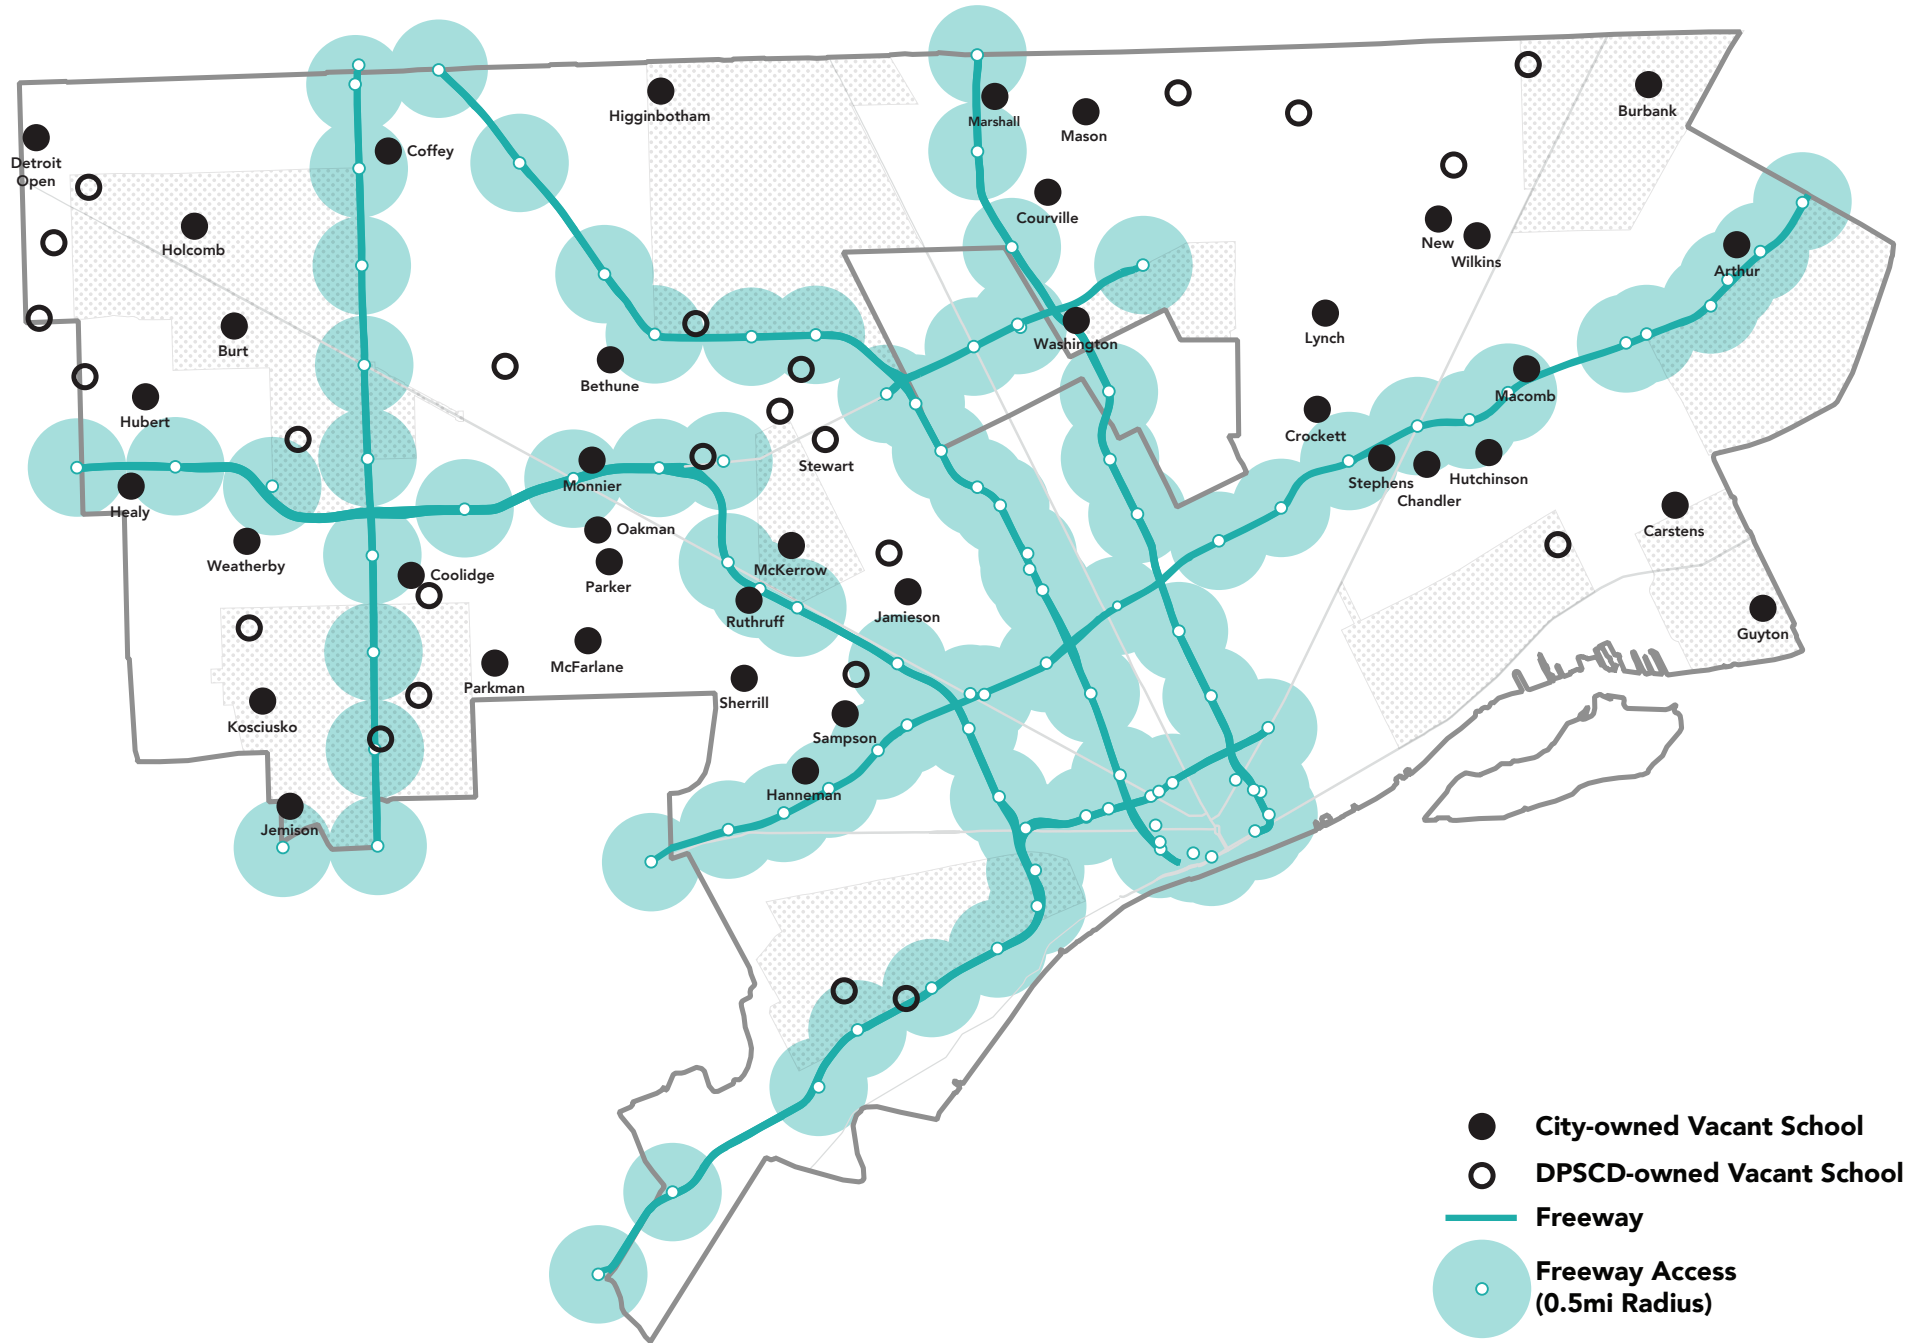 Higginbotham
Marshall
Mason
Burbank
Detroit
Open
Coffey
Holcomb
Courville
New
Wilkins
Arthur
Burt
Bethune
Washington
Lynch
Hubert
Macomb
Crockett
Healy
Monnier
Stewart
Stephens
Chandler
Hutchinson
Weatherby
Oakman
Carstens
Coolidge
Parker
McKerrow
Ruthruff
Jamieson
Guyton
McFarlane
Parkman
Sherrill
Kosciusko
Sampson
Hanneman
Jemison
City-owned Vacant School
DPSCD-owned Vacant School
Freeway
Freeway Access
(0.5mi Radius)